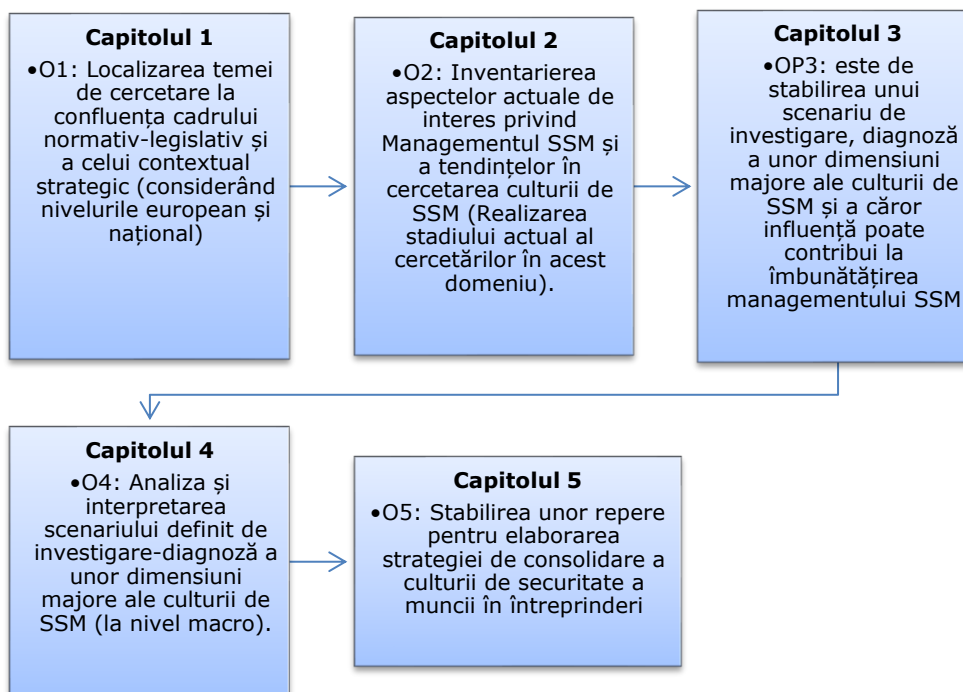 Capitolul 1
•O1: Localizarea temei
de cercetare la
confluența cadrului
normativ-legislativ și
a celui contextual
strategic (considerând
nivelurile european și
național)
Capitolul 2
•O2: Inventarierea
aspectelor actuale de
interes privind
Managementul SSM și
a tendințelor în
cercetarea culturii de
SSM (Realizarea
stadiului actual al
cercetărilor în acest
domeniu).
Capitolul 3
•OP3: este de
stabilirea unui
scenariu de
investigare, diagnoză
a unor dimensiuni
majore ale culturii de
SSM și a căror
influență poate
contribui la
îmbunătățirea
managementului SSM
Capitolul 4
•O4: Analiza și
interpretarea
scenariului definit de
investigare-diagnoză a
unor dimensiuni
majore ale culturii de
SSM (la nivel macro).
Capitolul 5
•O5: Stabilirea unor repere
pentru elaborarea
strategiei de consolidare a
culturii de securitate a
muncii în întreprinderi